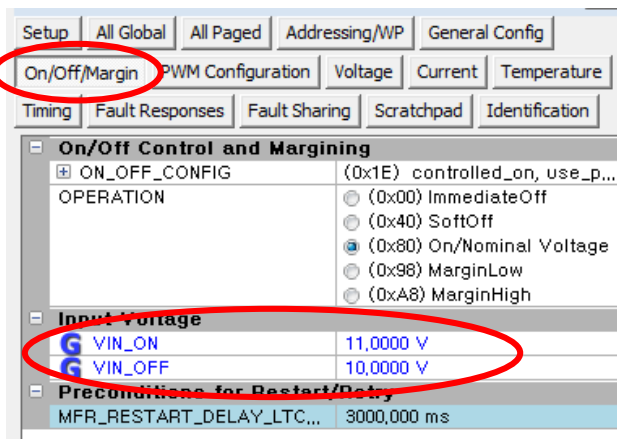 Setup All Global All Paged Addressing/WP General Config
On/Off/Margin PWM Configuration Voltage Current Temperature
Timing Fault Responses Fault Sharing Scratchpad Identification
On/Off Control and Margining
ON_OFF_CONFIG (0x1E) controlled_on, use_p...
OPERATION (0x00) ImmediateOff
(0x40) SoftOff
(0x80) On/Nominal Voltage
(0x98) MarginLow
(0xA8) MarginHigh
Input Voltage
G VIN_ON 11,0000 V
G VIN_OFF 10,0000 V
Preconditions for Restart/Retry
MFR_RESTART_DELAY_LTC... 3000,000 ms